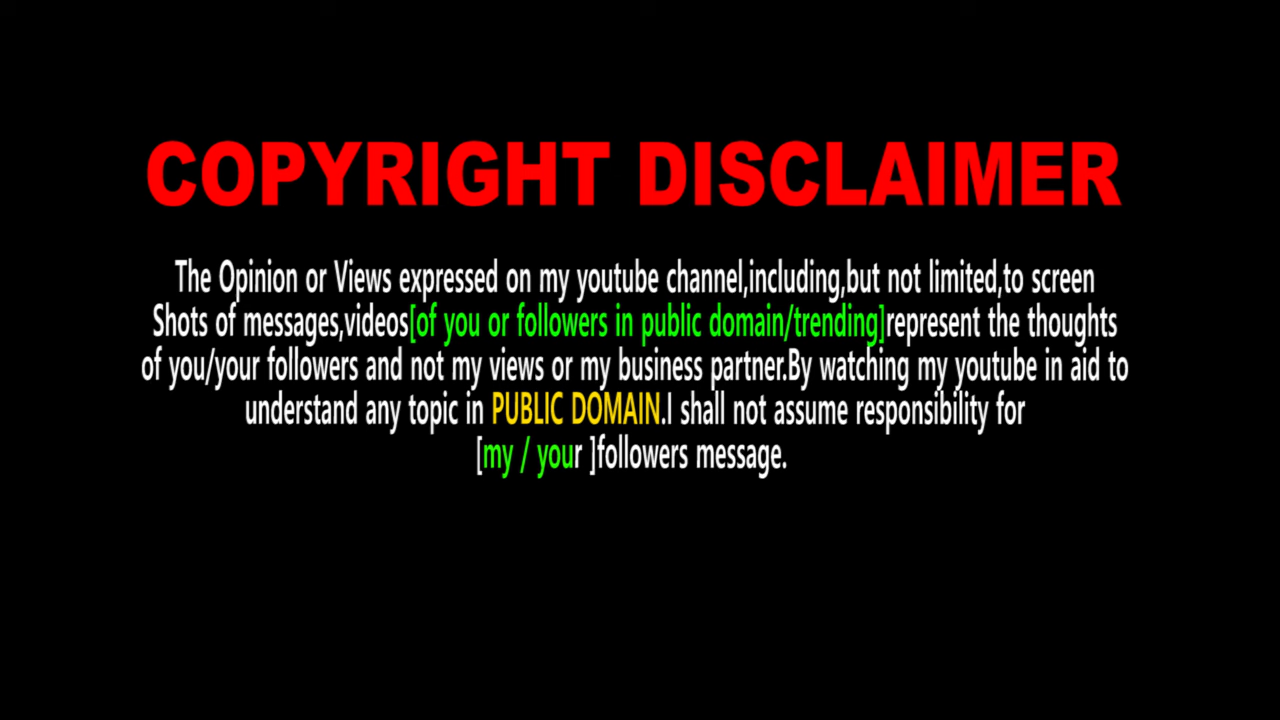 COPYRIGHT DISCLAIMER
The Opinion or Views expressed on my youtube channel,including,but not limited,to screen
Shots of messages,videos[of you or followers in public domain/trending]represent the thoughts
of you/your followers and not my views or my business partner.By watching my youtube in aid to
understand any topic in PUBLIC DOMAIN.I shall not assume responsibility for
[my / your ]followers message.